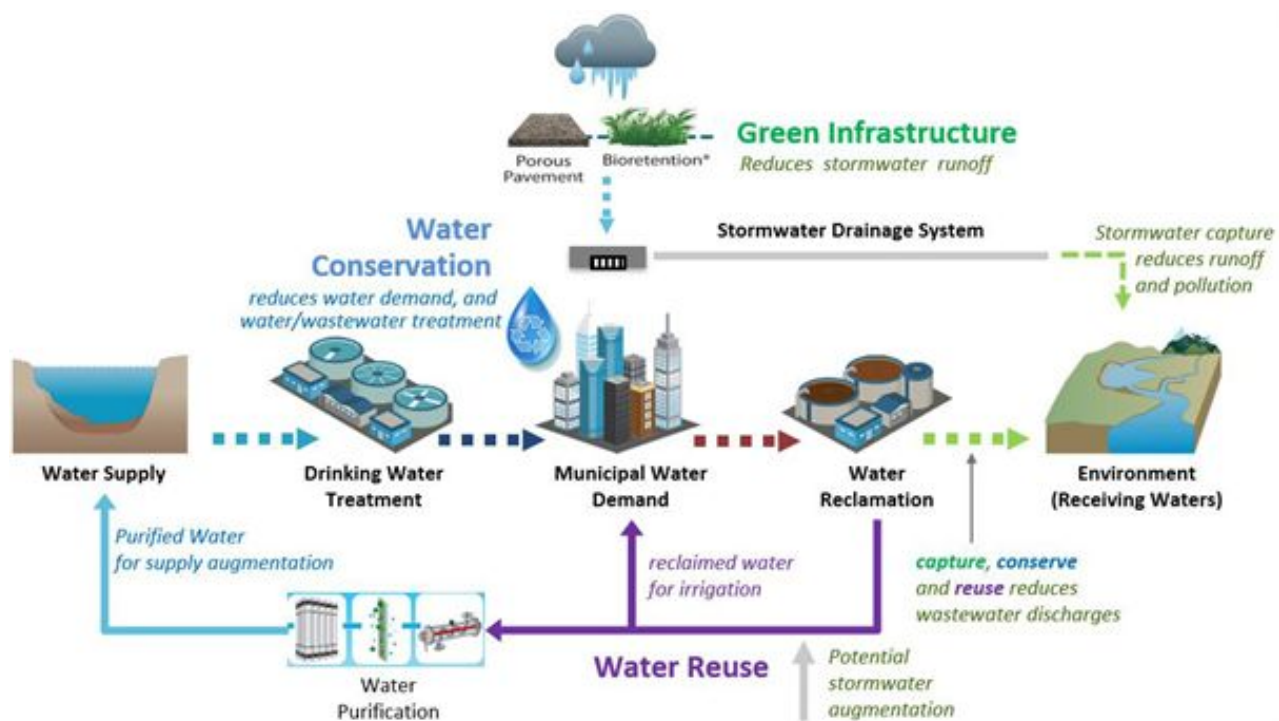 Porous
Pavement
Bioretention*
Green Infrastructure
Reduces stormwater runoff
Water
Conservation
reduces water demand, and
water/wastewater treatment
Stormwater Drainage System
Stormwater capture
reduces runoff
and pollution
Water Supply
Drinking Water
Treatment
Municipal Water
Demand
Water
Reclamation
Environment
(Receiving Waters)
Purified Water
for supply augmentation
reclaimed water
for irrigation
capture, conserve
and reuse reduces
wastewater discharges
Water Reuse
Potential
stormwater
augmentation
Water
Purification